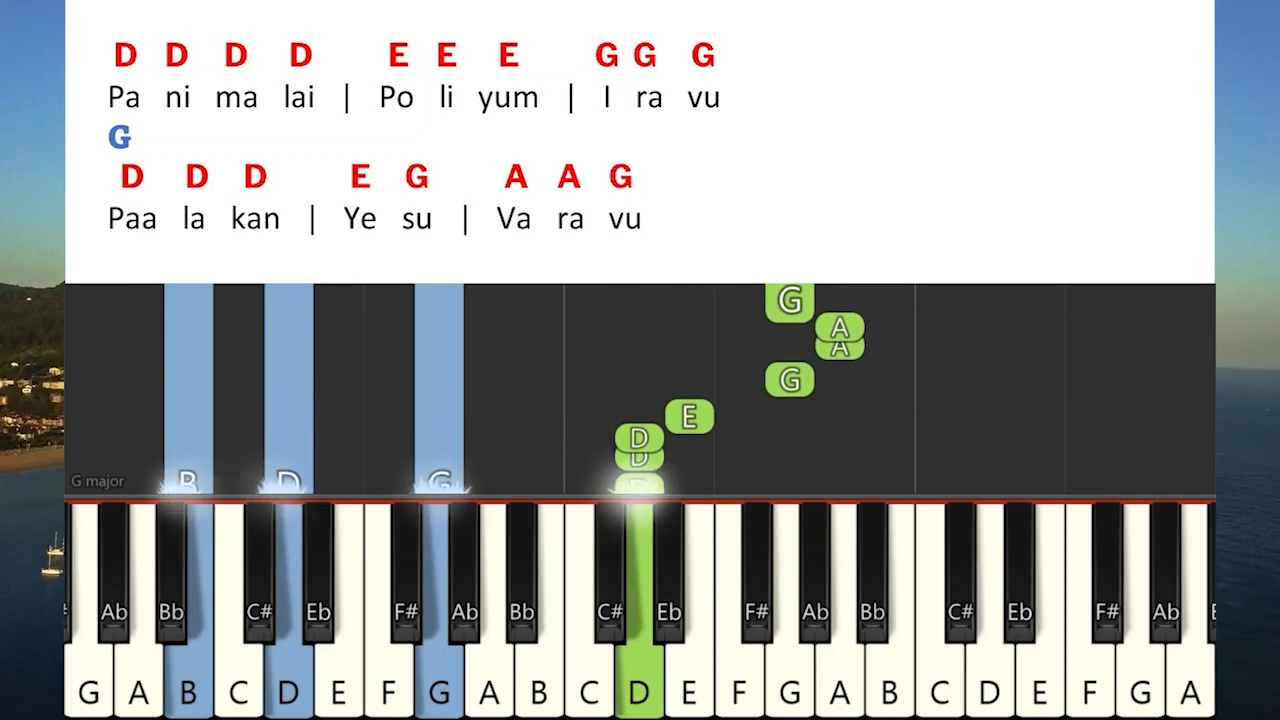 D D D D E E E G G G
Pa ni ma lai | Po li yum | I ra vu
G
D D D E G A A G
Paa la kan | Ye su | Va ra vu
G
A
A
G
E
D
D
B D G D
G major
Ab Bb C# Eb F# Ab Bb C# Eb F# Ab Bb C# Eb F# Ab
G A B C D E F G A B C D E F G A B C D E F G A